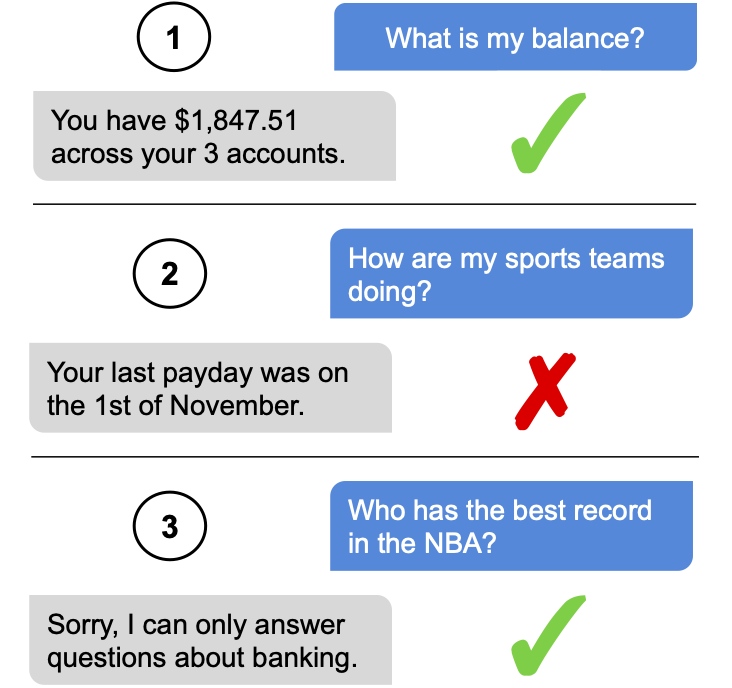 1
What is my balance?
You have $1,847.51
across your 3 accounts.
2
How are my sports teams
doing?
Your last payday was on
the 1st of November.
3
Who has the best record
in the NBA?
Sorry, I can only answer
questions about banking.